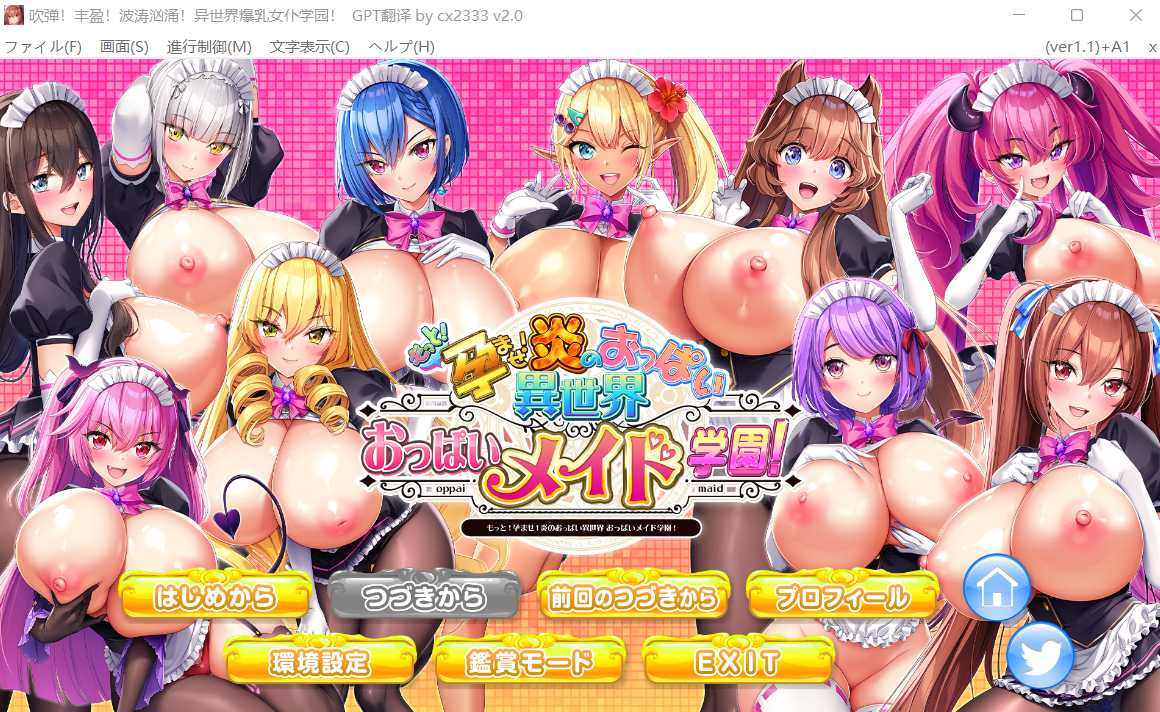 吹弹！丰盈！波涛汹涌！异世界爆乳女仆学园！ GPT翻译 by cx2333 v2.0
ファイル(F) 画面(S) 進行制御(M) 文字表示(C) ヘルプ(H) (ver1.1)+A1 x
もっと！孕ませ！炎のおっぱい
異世界
おっぱいメイド学園！
oppai maid
もっと！孕ませ！炎のおっぱい異世界 おっぱいメイド学園！
はじめから つづきから 前回のつづきから プロフィール
環境設定 鑑賞モード EXIT